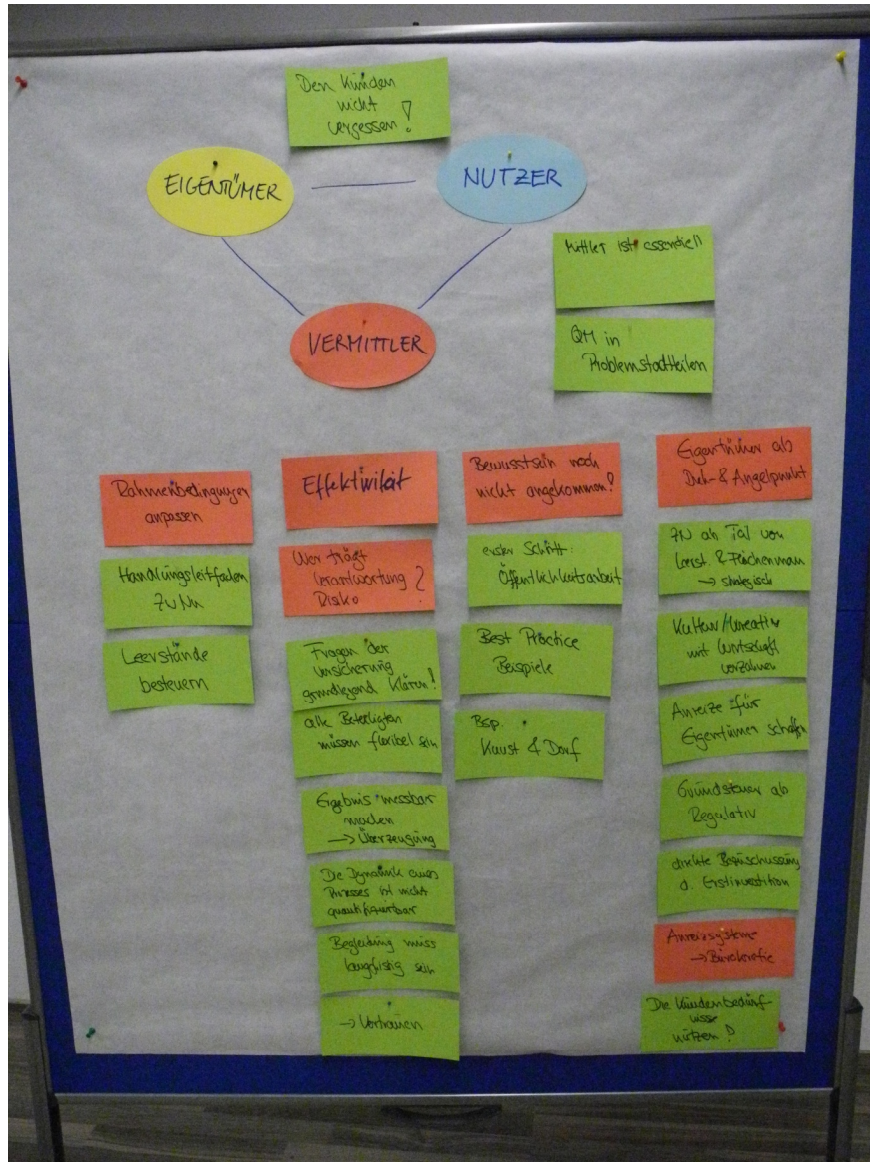 Den Kunden
nicht
vergessen!
EIGENTÜMER
NUTZER
VERMITTLER
Mittler ist essentiell
QM in
Problemstadtteilen
Rahmenbedingungen
anpassen
Handlungsleitfaden
ZwNu
Leerstände
besteuern
Effektivität
Wer trägt
Verantwortung?
Risiko
Fragen der
Versicherung
grundlegend klären!
alle Beteiligten
müssen flexibel sein
Ergebnis messbar
machen
→ Überzeugung
Die Dynamik eines
Prozesses ist nicht
quantifizierbar
Begleitung muss
langfristig sein
→ Vertrauen
Bewusstsein noch
nicht angekommen!
erster Schritt:
Öffentlichkeitsarbeit
Best Practice
Beispiele
Bsp.
Kunst & Dorf
Eigentümer als
Dreh- & Angelpunkt
ZN als Teil von
Leerst. & Flächenman
→ strategisch
Kultur/Kreativ
mit Wirtschaft
verzahnen
Anreize für
Eigentümer schaffen
Grundsteuer als
Regulativ
direkte Bezuschussung
d. Erstinvestition
Anreizsysteme
→ Bürokratie
Die Kundenbedürf-
nisse
nützen!